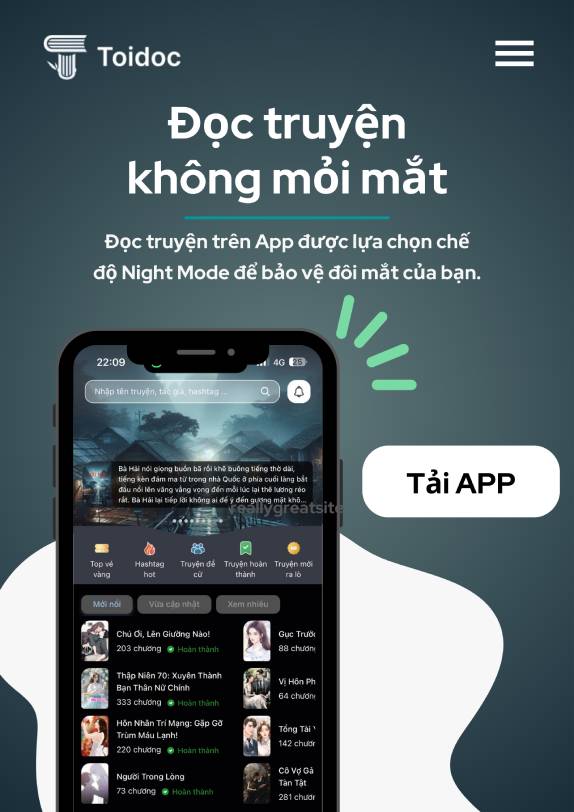 Toidoc
Đọc truyện
không mỏi mắt
Đọc truyện trên App được lựa chọn chế
độ Night Mode để bảo vệ đôi mắt của bạn.
22:09
4G 25
Nhập tên truyện, tác giả, hashtag ...
Bà Hải nói giọng buồn bã rồi khẽ buông tiếng thở dài,
tiếng kèn đám ma từ trong nhà Quốc ở phía cuối làng bắt
đầu nổi lên văng vẳng vọng đến mỗi lúc lại thê lương réo
rắt. Bà Hải lại tiếp lời không ai để ý đến gương mặt khô...
reallygreatsite
Tải APP
Top vé
vàng
Hashtag
hot
Truyện đề
cử
Truyện hoàn
thành
Truyện mới
ra lò
Mới nổi
Vừa cập nhật
Xem nhiều
Chú Ơi, Lên Giường Nào!
203 chương Hoàn thành
Thập Niên 70: Xuyên Thành
Bạn Thân Nữ Chính
333 chương Hoàn thành
Hôn Nhân Trí Mạng: Gặp Gỡ
Trùm Máu Lạnh!
220 chương Hoàn thành
Người Trong Lòng
73 chương Hoàn thành
Gục Trướ
88 chương
Vị Hôn Ph
64 chươn
Tổng Tài
142 chươ
Cô Vợ Gả
Tàn Tật
281 chươ